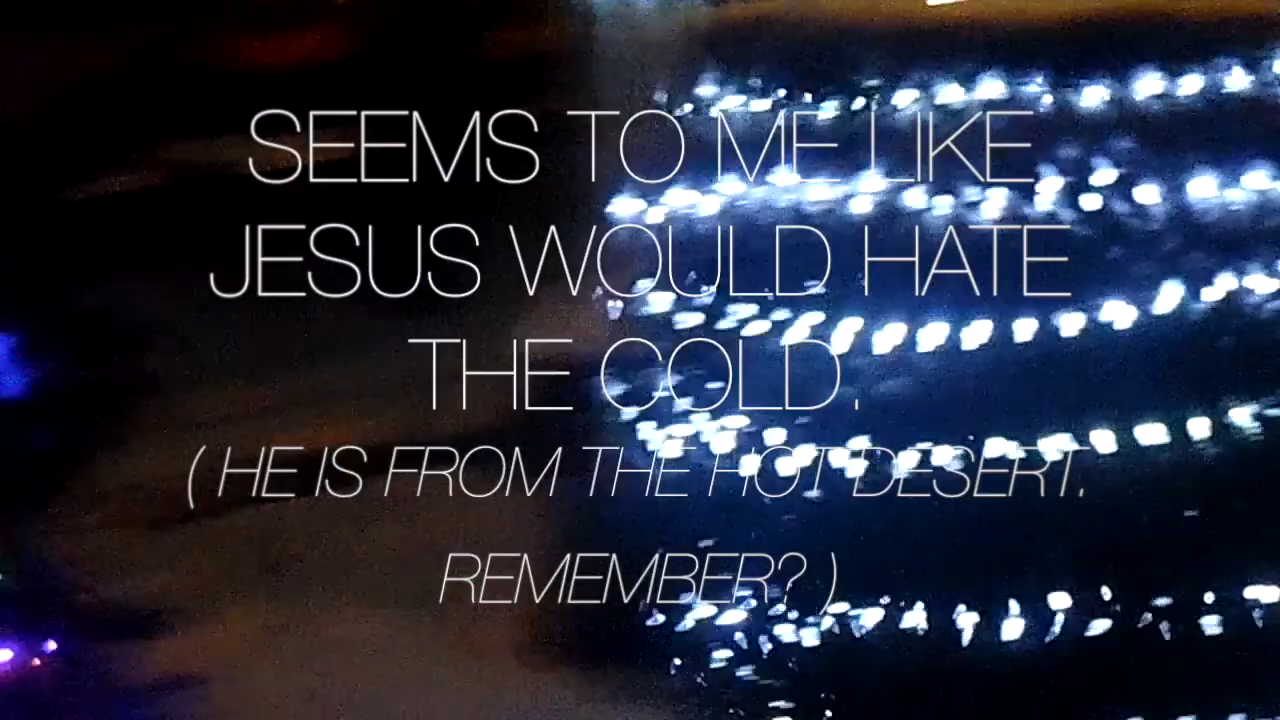 SEEMS TO ME LIKE
JESUS WOULD HATE
THE COLD.
( HE IS FROM THE HOT DESERT.
REMEMBER? )